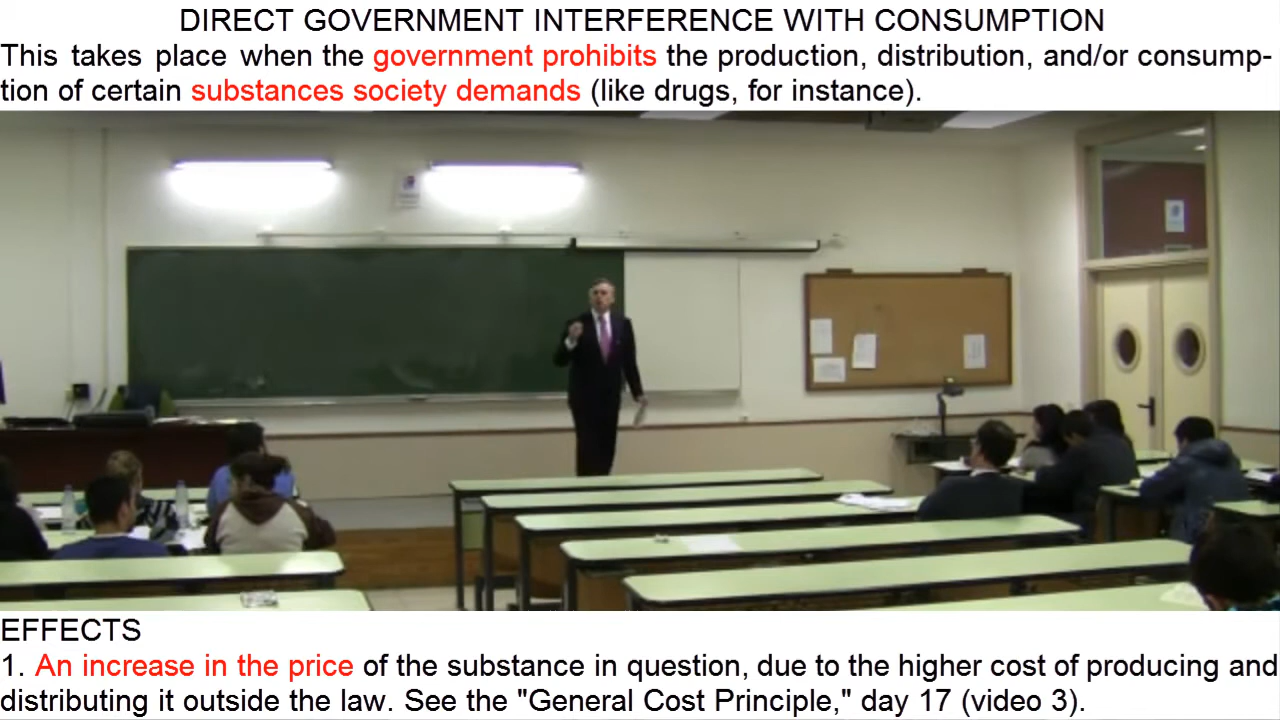 DIRECT GOVERNMENT INTERFERENCE WITH CONSUMPTION
This takes place when the government prohibits the production, distribution, and/or consump-
tion of certain substances society demands (like drugs, for instance).
EFFECTS
1. An increase in the price of the substance in question, due to the higher cost of producing and
distributing it outside the law. See the "General Cost Principle," day 17 (video 3).